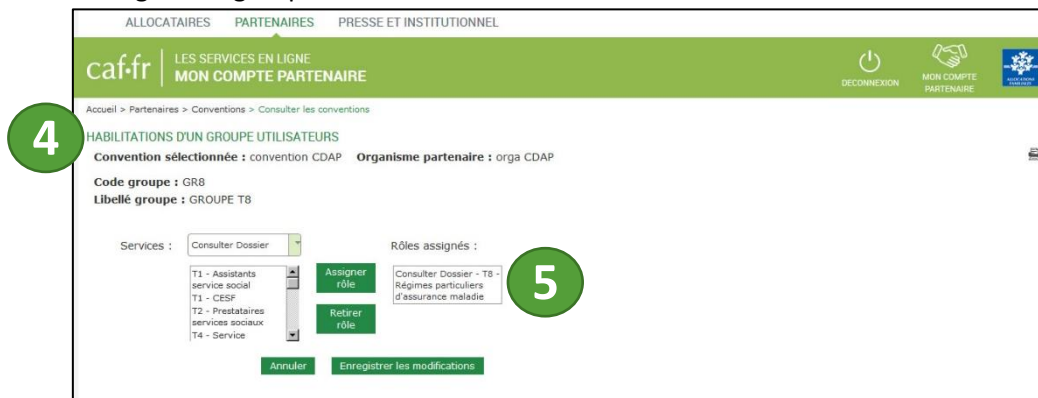 ALLOCATAIRES PARTENAIRES PRESSE ET INSTITUTIONNEL
caf.fr
LES SERVICES EN LIGNE
MON COMPTE PARTENAIRE
DECONNEXION
MON COMPTE
PARTENAIRE
ALLOCATIONS
FAMILIALES
Accueil > Partenaires > Conventions > Consulter les conventions
4
HABILITATIONS D'UN GROUPE UTILISATEURS
Convention sélectionnée : convention CDAP Organisme partenaire : orga CDAP
Code groupe : GR8
Libellé groupe : GROUPE T8
Services : Consulter Dossier
Rôles assignés :
T1 - Assistants
service social
T1 - CESF
T2 - Prestataires
services sociaux
T4 - Service
Assigner
rôle
Retirer
rôle
Consulter Dossier - T8 -
Régimes particuliers
d'assurance maladie
5
Annuler Enregistrer les modifications